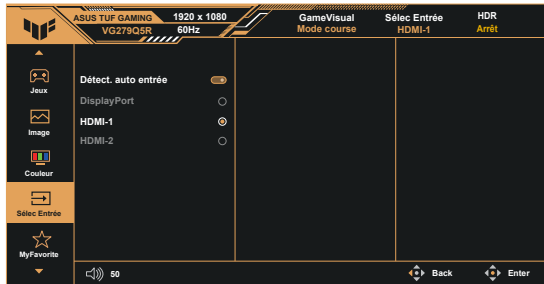 ASUS TUF GAMING 1920 x 1080 GameVisual Sélec Entrée HDR
VG279Q5R 60Hz Mode course HDMI-1 Arrêt
Jeux
Image
Couleur
Sélec Entrée
MyFavorite
Détect. auto entrée
DisplayPort
HDMI-1
HDMI-2
50 Back Enter